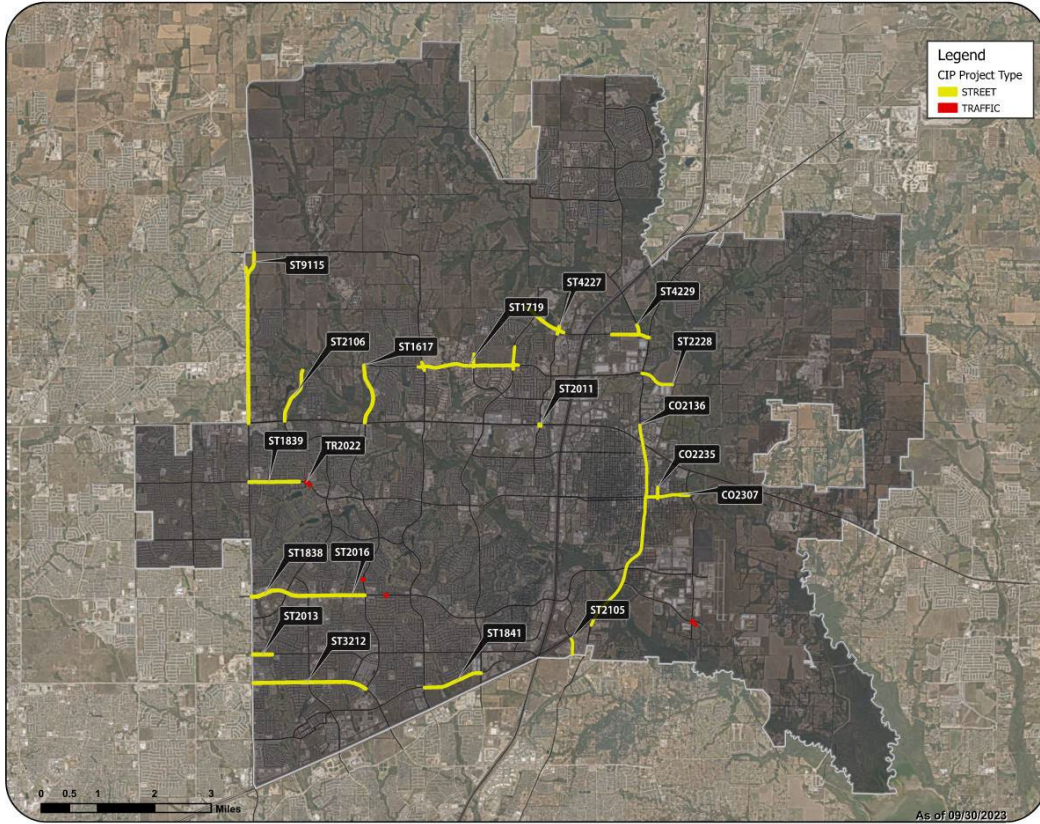 Legend
CIP Project Type
STREET
TRAFFIC
ST9115
ST4227
ST4229
ST1719
ST2106
ST1617
ST2228
ST2011
CO2136
ST1839
TR2022
CO2235
CO2307
ST1838
ST2016
ST2105
ST2013
ST3212
ST1841
0 0.5 1 2 3
Miles
As of 09/30/2023